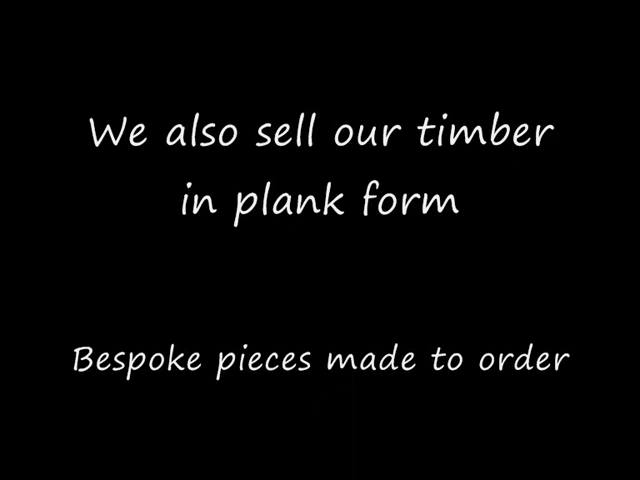 We also sell our timber
in plank form
Bespoke pieces made to order